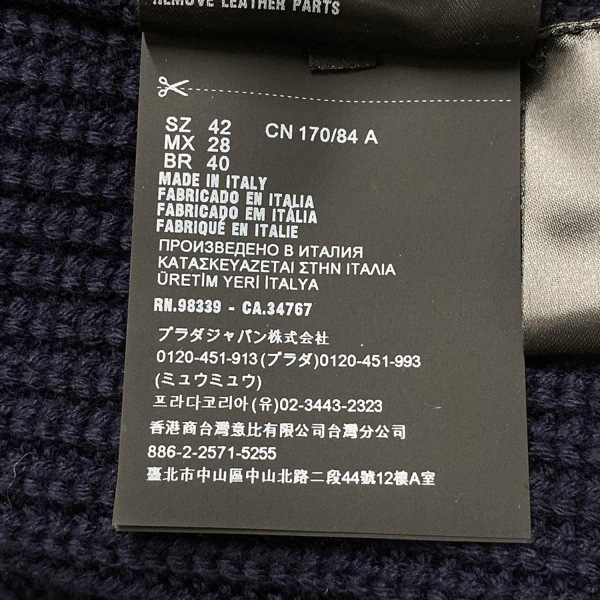 REMOVE LEATHER PARTS
SZ 42 CN 170/84 A
MX 28
BR 40
MADE IN ITALY
FABRICADO EN ITALIA
FABRICADO EM ITÁLIA
FABRIQUÉ EN ITALIE
ПРОИЗВЕДЕНО В ИТАЛИЯ
ΚΑΤΑΣΚΕΥΑΖΕΤΑΙ ΣΤΗΝ ΙΤΑΛΙΑ
ÜRETİM YERİ İTALYA
RN.98339 - CA.34767
プラダジャパン株式会社
0120-451-913(プラダ)0120-451-993
(ミュウミュウ)
프라다코리아(유)02-3443-2323
香港商台灣意比有限公司台灣分公司
886-2-2571-5255
臺北市中山區中山北路二段44號12樓A室